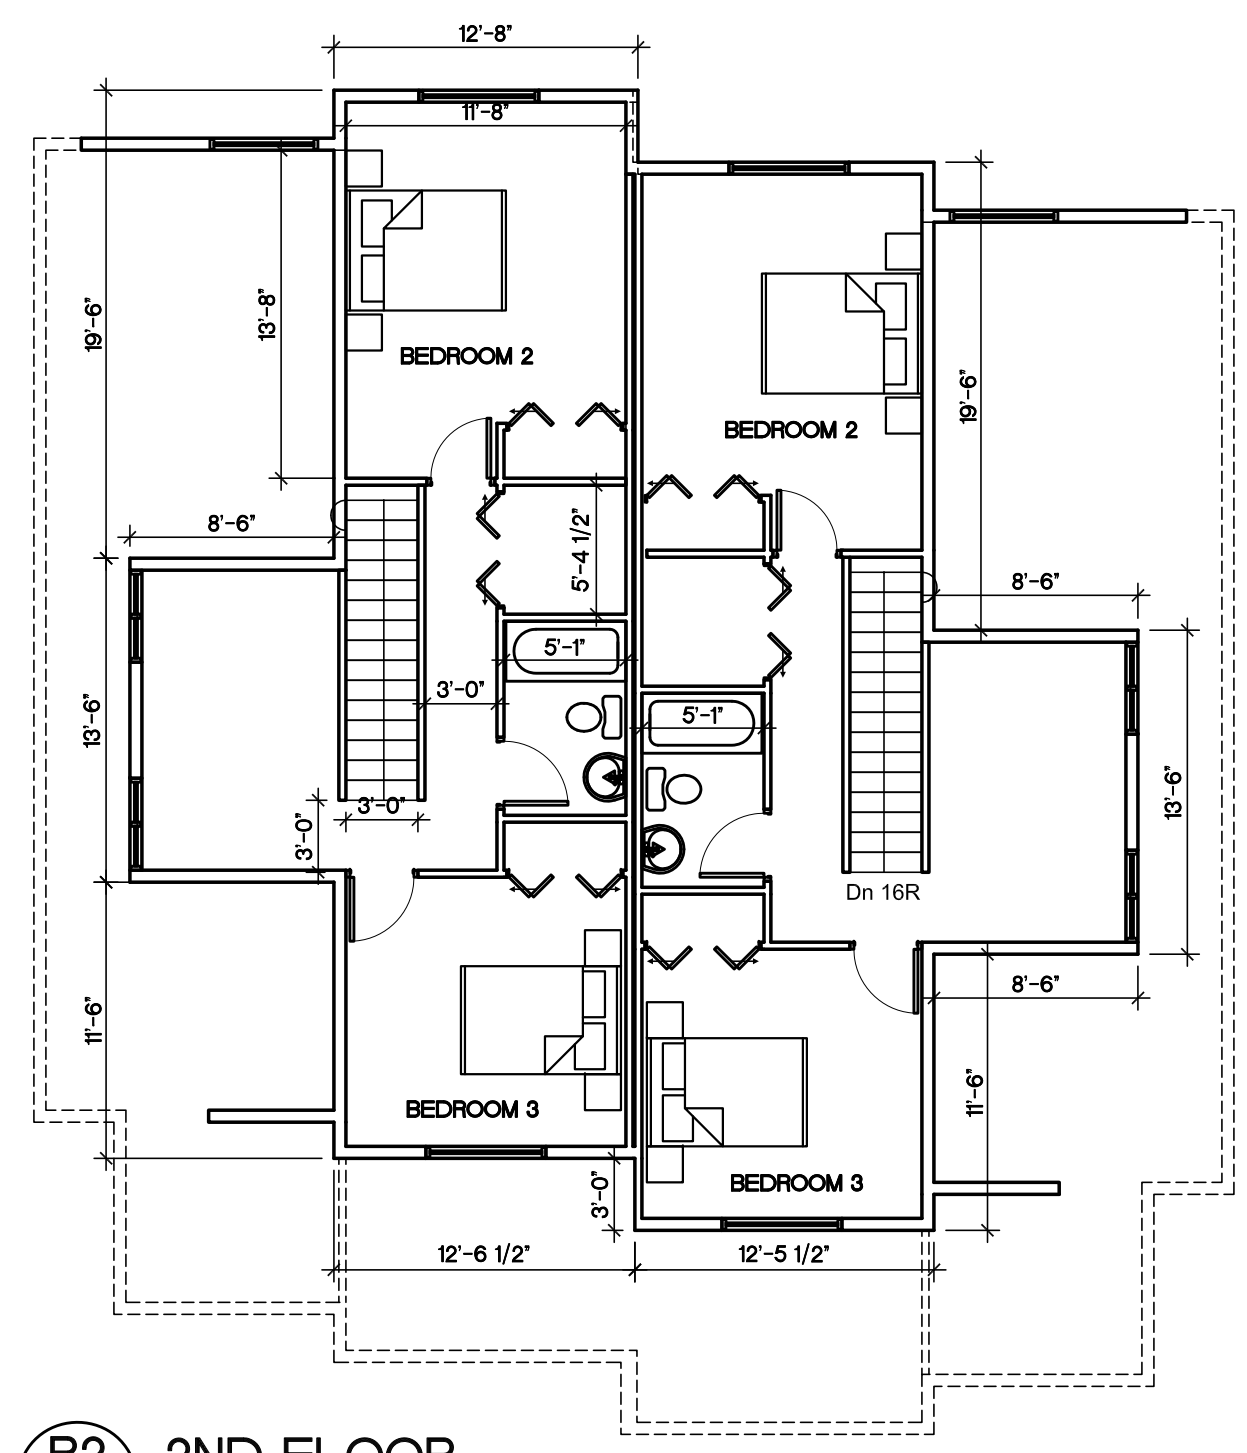 12'-8"
11'-8"
19'-6"
13'-8"
BEDROOM 2
19'-6"
BEDROOM 2
8'-6"
5'-4 1/2"
8'-6"
5'-1"
3'-0"
13'-6"
5'-1"
13'-6"
3'-0"
3'-0"
Dn 16R
8'-6"
11'-6"
11'-6"
BEDROOM 3
BEDROOM 3
3'-0"
12'-6 1/2" 12'-5 1/2"
B2 2ND FLOOR